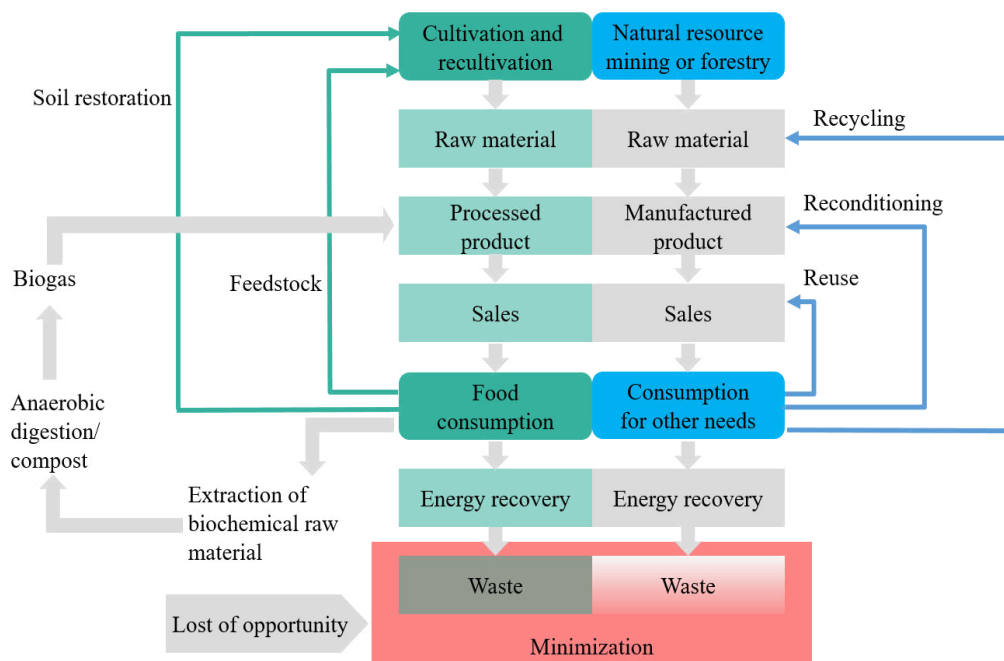 Cultivation and
recultivation
Natural resource
mining or forestry
Soil restoration
Raw material
Raw material
Recycling
Processed
product
Manufactured
product
Reconditioning
Biogas
Feedstock
Reuse
Sales
Sales
Anaerobic
digestion/
compost
Food
consumption
Consumption
for other needs
Extraction of
biochemical raw
material
Energy recovery
Energy recovery
Waste
Waste
Lost of opportunity
Minimization